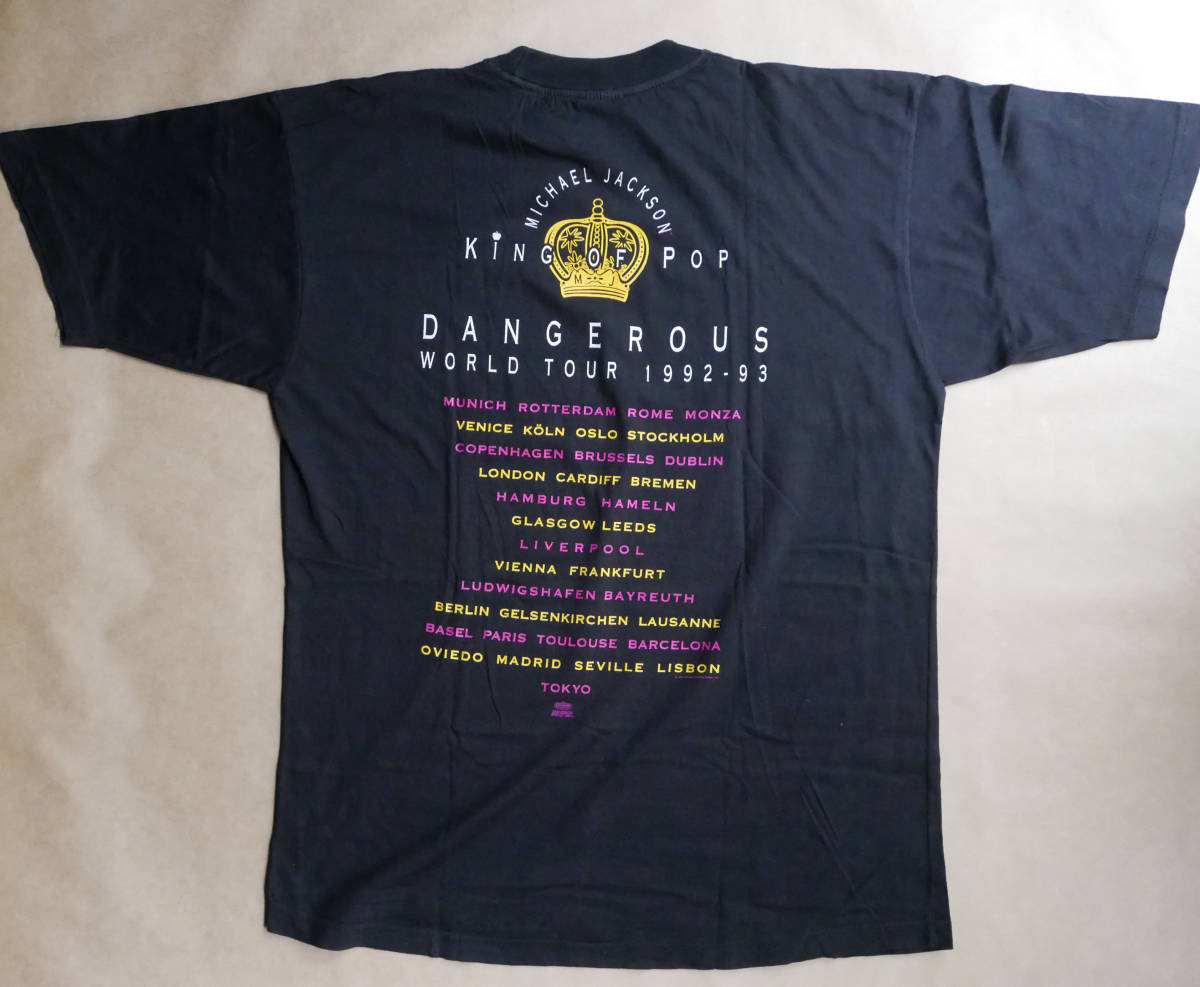 MICHAEL JACKSON
KiNG OF POP
M J
DANGEROUS
WORLD TOUR 1992-93
MUNICH ROTTERDAM ROME MONZA
VENICE KÖLN OSLO STOCKHOLM
COPENHAGEN BRUSSELS DUBLIN
LONDON CARDIFF BREMEN
HAMBURG HAMELN
GLASGOW LEEDS
LIVERPOOL
VIENNA FRANKFURT
LUDWIGSHAFEN BAYREUTH
BERLIN GELSENKIRCHEN LAUSANNE
BASEL PARIS TOULOUSE BARCELONA
OVIEDO MADRID SEVILLE LISBON
TOKYO